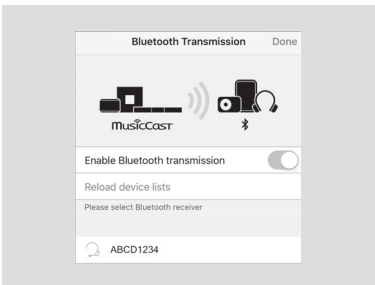 Bluetooth Transmission Done
MusicCast
Enable Bluetooth transmission
Reload device lists
Please select Bluetooth receiver
ABCD1234